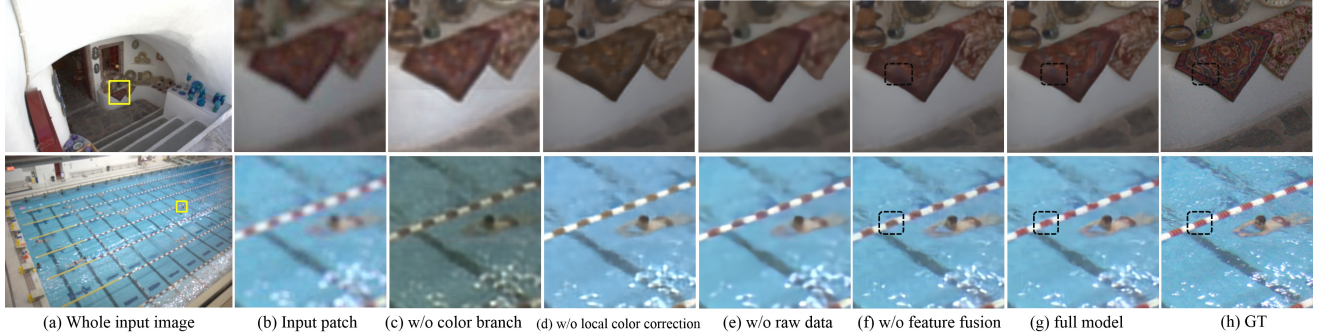 (a) Whole input image (b) Input patch (c) w/o color branch (d) w/o local color correction (e) w/o raw data (f) w/o feature fusion (g) full model (h) GT